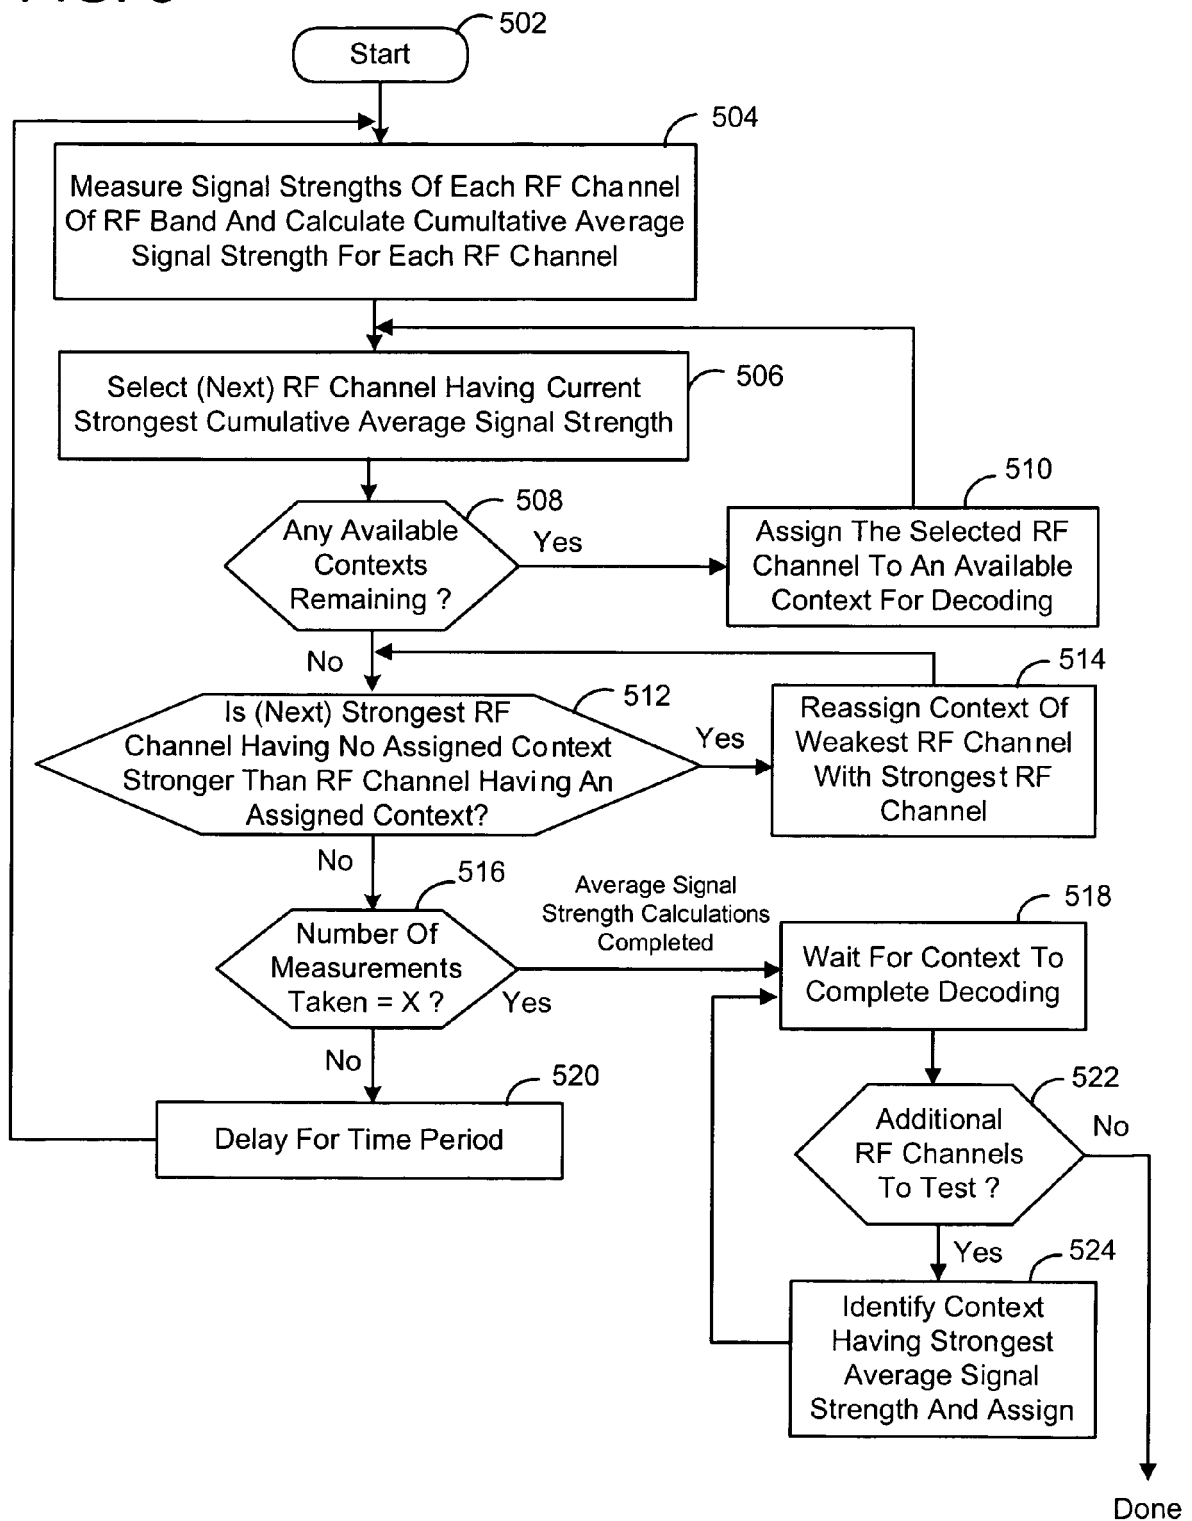 502
Start
504
Measure Signal Strengths Of Each RF Channel
Of RF Band And Calculate Cumultative Average
Signal Strength For Each RF Channel
Select (Next) RF Channel Having Current
Strongest Cumulative Average Signal Strength
506
508
Any Available
Contexts
Remaining ?
Yes
510
Assign The Selected RF
Channel To An Available
Context For Decoding
No
512
Is (Next) Strongest RF
Channel Having No Assigned Context
Stronger Than RF Channel Having An
Assigned Context?
Yes
514
Reassign Context Of
Weakest RF Channel
With Strongest RF
Channel
No
516
Number Of
Measurements
Taken = X ?
Average Signal
Strength Calculations
Completed
Yes
518
Wait For Context To
Complete Decoding
No
520
Delay For Time Period
522
Additional
RF Channels
To Test ?
No
Yes
524
Identify Context
Having Strongest
Average Signal
Strength And Assign
Done